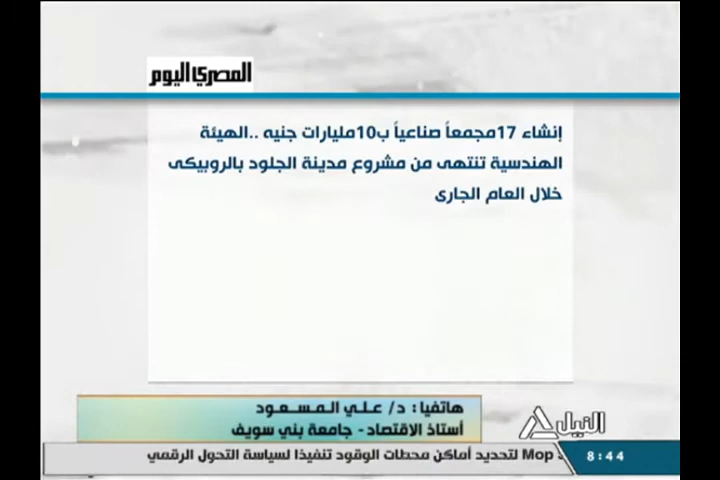 المصري اليوم
إنشاء 17مجمعاً صناعياً ب10مليارات جنيه ..الهيئة
الهندسية تنتهى من مشروع مدينة الجلود بالروبيكى
خلال العام الجارى
هاتفيا: د/ علي المسعود
أستاذ الاقتصاد - جامعة بني سويف
النيل
Mop لتحديد أماكن محطات الوقود تنفيذا لسياسة التحول الرقمي
8:44